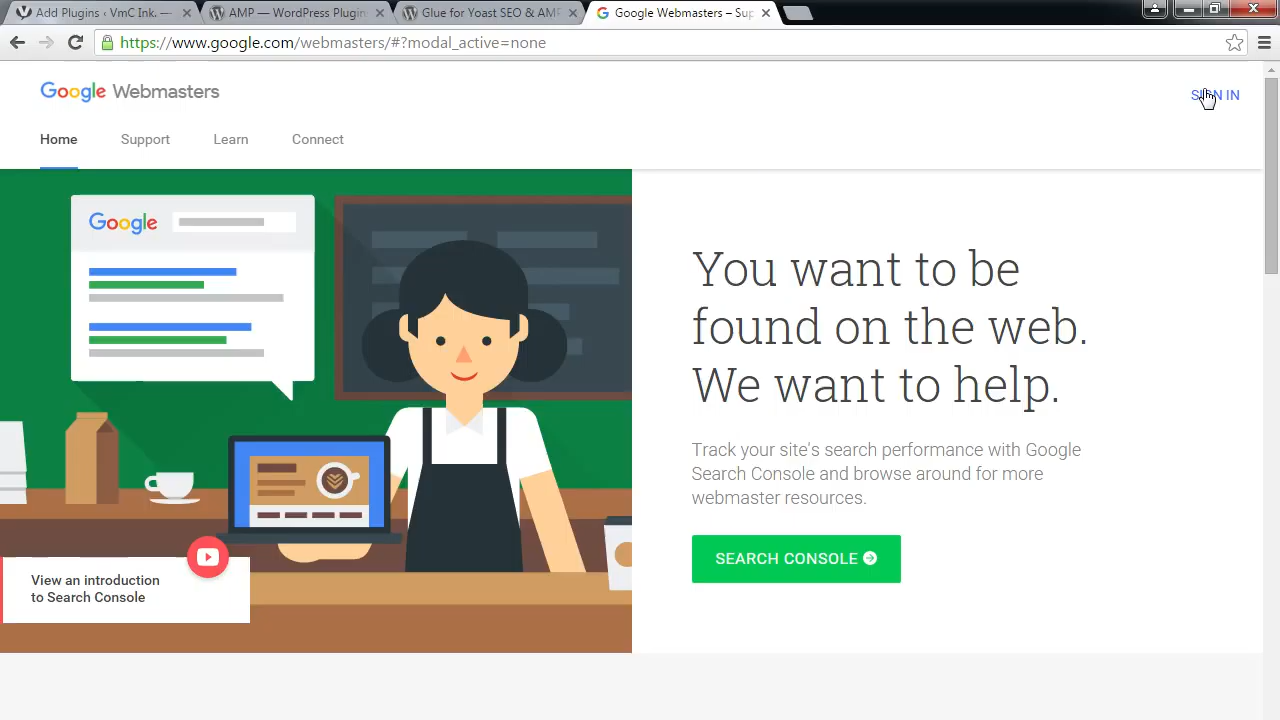 Add Plugins ‹ VmC Ink. —
AMP — WordPress Plugin
Glue for Yoast SEO & AMP
Google Webmasters – Sup
https://www.google.com/webmasters/#?modal_active=none
Google Webmasters
SIGN IN
Home
Support
Learn
Connect
Google
You want to be
found on the web.
We want to help.
Track your site's search performance with Google
Search Console and browse around for more
webmaster resources.
SEARCH CONSOLE
View an introduction
to Search Console